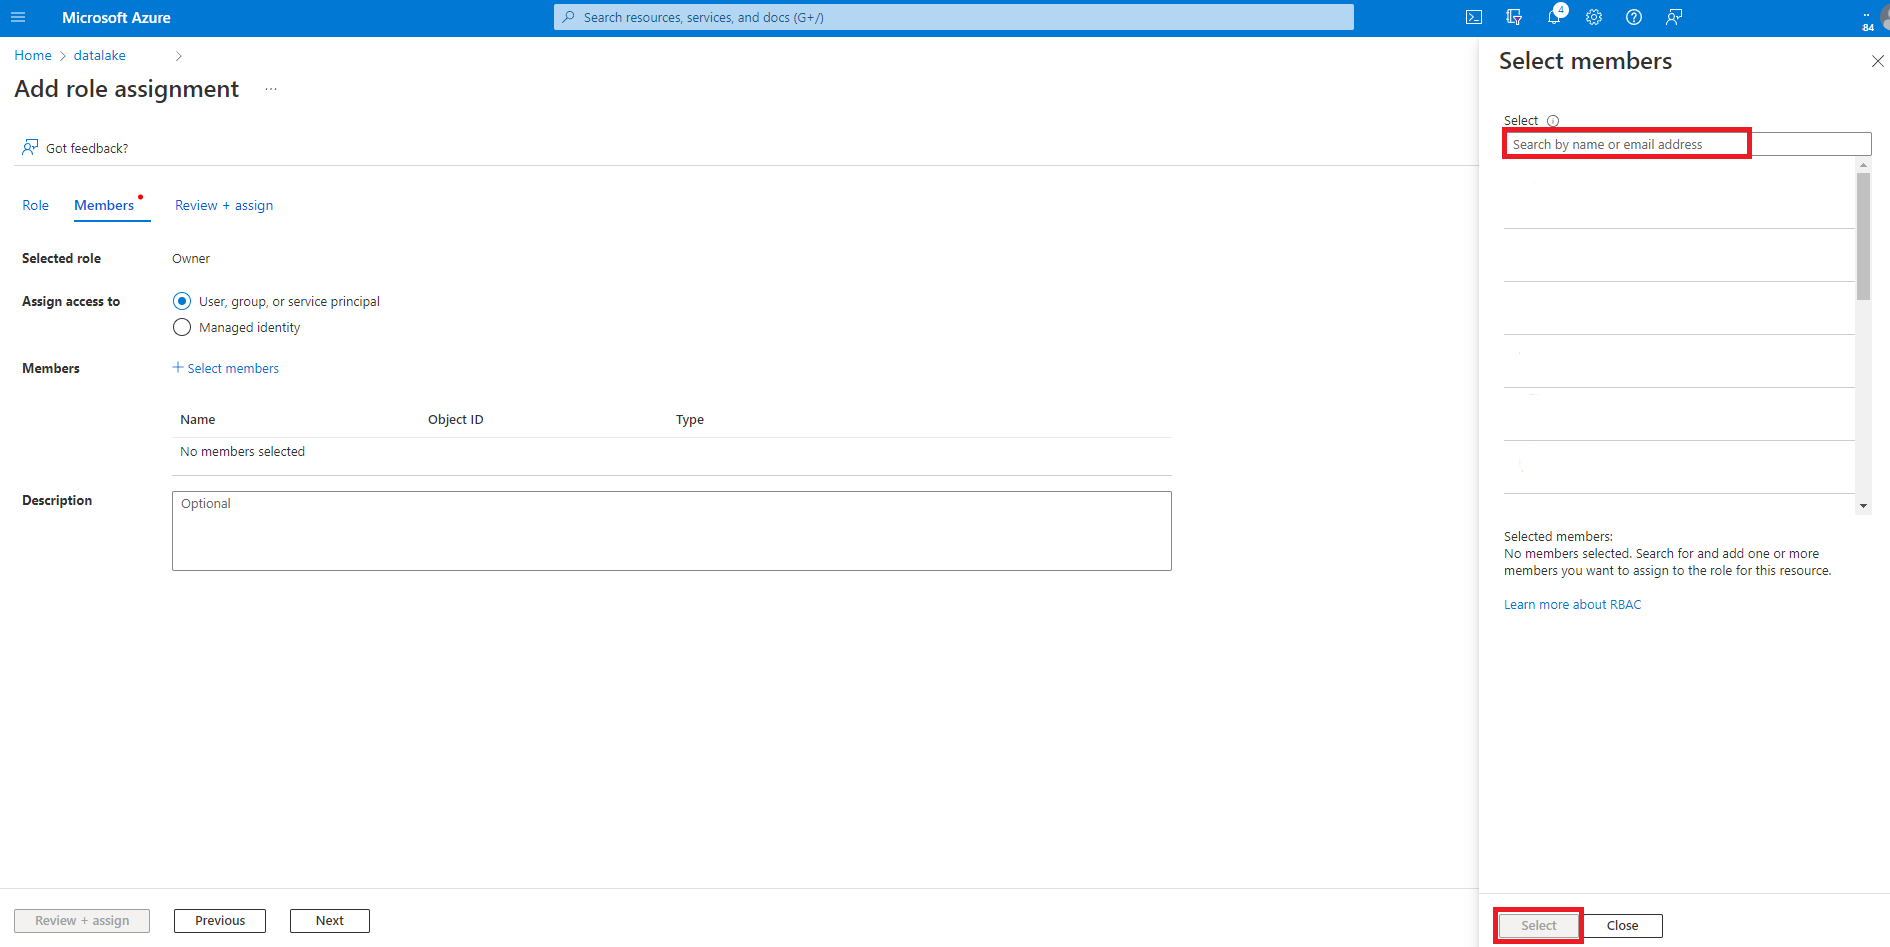 Microsoft Azure
Search resources, services, and docs (G+/)
4
84
Home > datalake >
Add role assignment ...
Got feedback?
Role Members Review + assign
Selected role Owner
Assign access to User, group, or service principal
Managed identity
Members + Select members
Name Object ID Type
No members selected
Description Optional
Review + assign Previous Next
Select members
Select
Search by name or email address
Selected members:
No members selected. Search for and add one or more
members you want to assign to the role for this resource.
Learn more about RBAC
Select Close